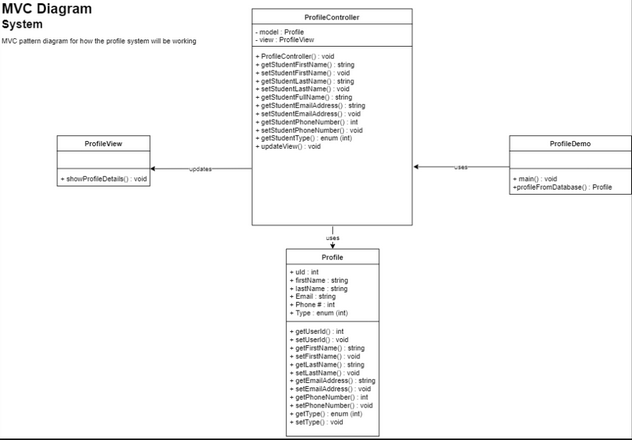 MVC Diagram
System
MVC pattern diagram for how the profile system will be working
ProfileController
- model : Profile
- view : ProfileView
+ ProfileController() : void
+ getStudentFirstName() : string
+ setStudentFirstName() : void
+ getStudentLastName() : string
+ setStudentLastName() : void
+ getStudentFullName() : string
+ getStudentEmailAddress() : string
+ setStudentEmailAddress() : void
+ getStudentPhoneNumber() : int
+ setStudentPhoneNumber() : void
+ getStudentType() : enum (int)
+ updateView() : void
ProfileView
+ showProfileDetails() : void
updates
uses
ProfileDemo
+ main() : void
+profileFromDatabase() : Profile
uses
Profile
+ uId : int
+ firstName : string
+ lastName : string
+ Email : string
+ Phone # : int
+ Type : enum (int)
+ getUserId() : int
+ setUserId() : void
+ getFirstName() : string
+ setFirstName() : void
+ getLastName() : string
+ setLastName() : void
+ getEmailAddress() : string
+ setEmailAddress() : void
+ getPhoneNumber() : int
+ setPhoneNumber() : void
+ getType() : enum (int)
+ setType() : void